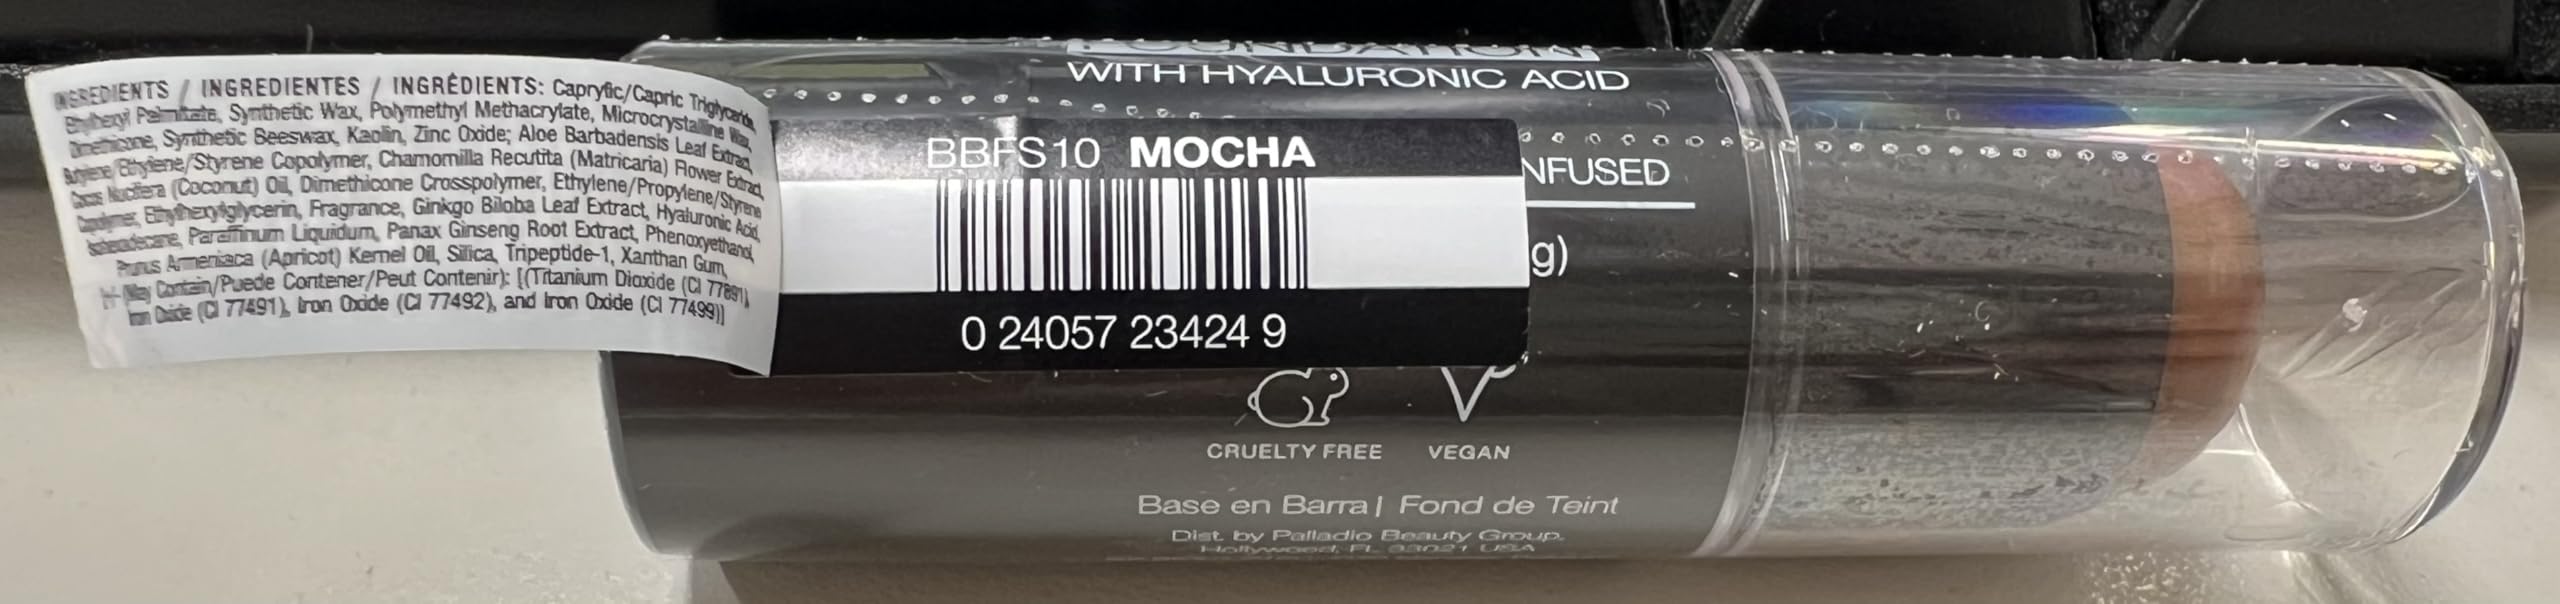 INGREDIENTS / INGREDIENTES / INGRÉDIENTS: Caprylic/Capric Triglyceride,
Ethylhexyl Palmitate, Synthetic Wax, Polymethyl Methacrylate, Microcrystalline Wax,
Dimethicone, Synthetic Beeswax, Kaolin, Zinc Oxide; Aloe Barbadensis Leaf Extract,
Butylene/Ethylene/Styrene Copolymer, Chamomilla Recutita (Matricaria) Flower Extract,
Cocos Nucifera (Coconut) Oil, Dimethicone Crosspolymer, Ethylene/Propylene/Styrene
Copolymer, Ethylhexylglycerin, Fragrance, Ginkgo Biloba Leaf Extract, Hyaluronic Acid,
Isohexadecane, Paraffinum Liquidum, Panax Ginseng Root Extract, Phenoxyethanol,
Prunus Armeniaca (Apricot) Kernel Oil, Silica, Tripeptide-1, Xanthan Gum,
[+/- (May Contain/Puede Contener/Peut Contenir): [(Titanium Dioxide (CI 77891),
Iron Oxide (CI 77491), Iron Oxide (CI 77492), and Iron Oxide (CI 77499)]
FOUNDATION
WITH HYALURONIC ACID
NFUSED
g)
BBFS10 MOCHA
0 24057 23424 9
CRUELTY FREE VEGAN
Base en Barra | Fond de Teint
Dist. by Palladio Beauty Group.
Hollywood, FL 33021 USA